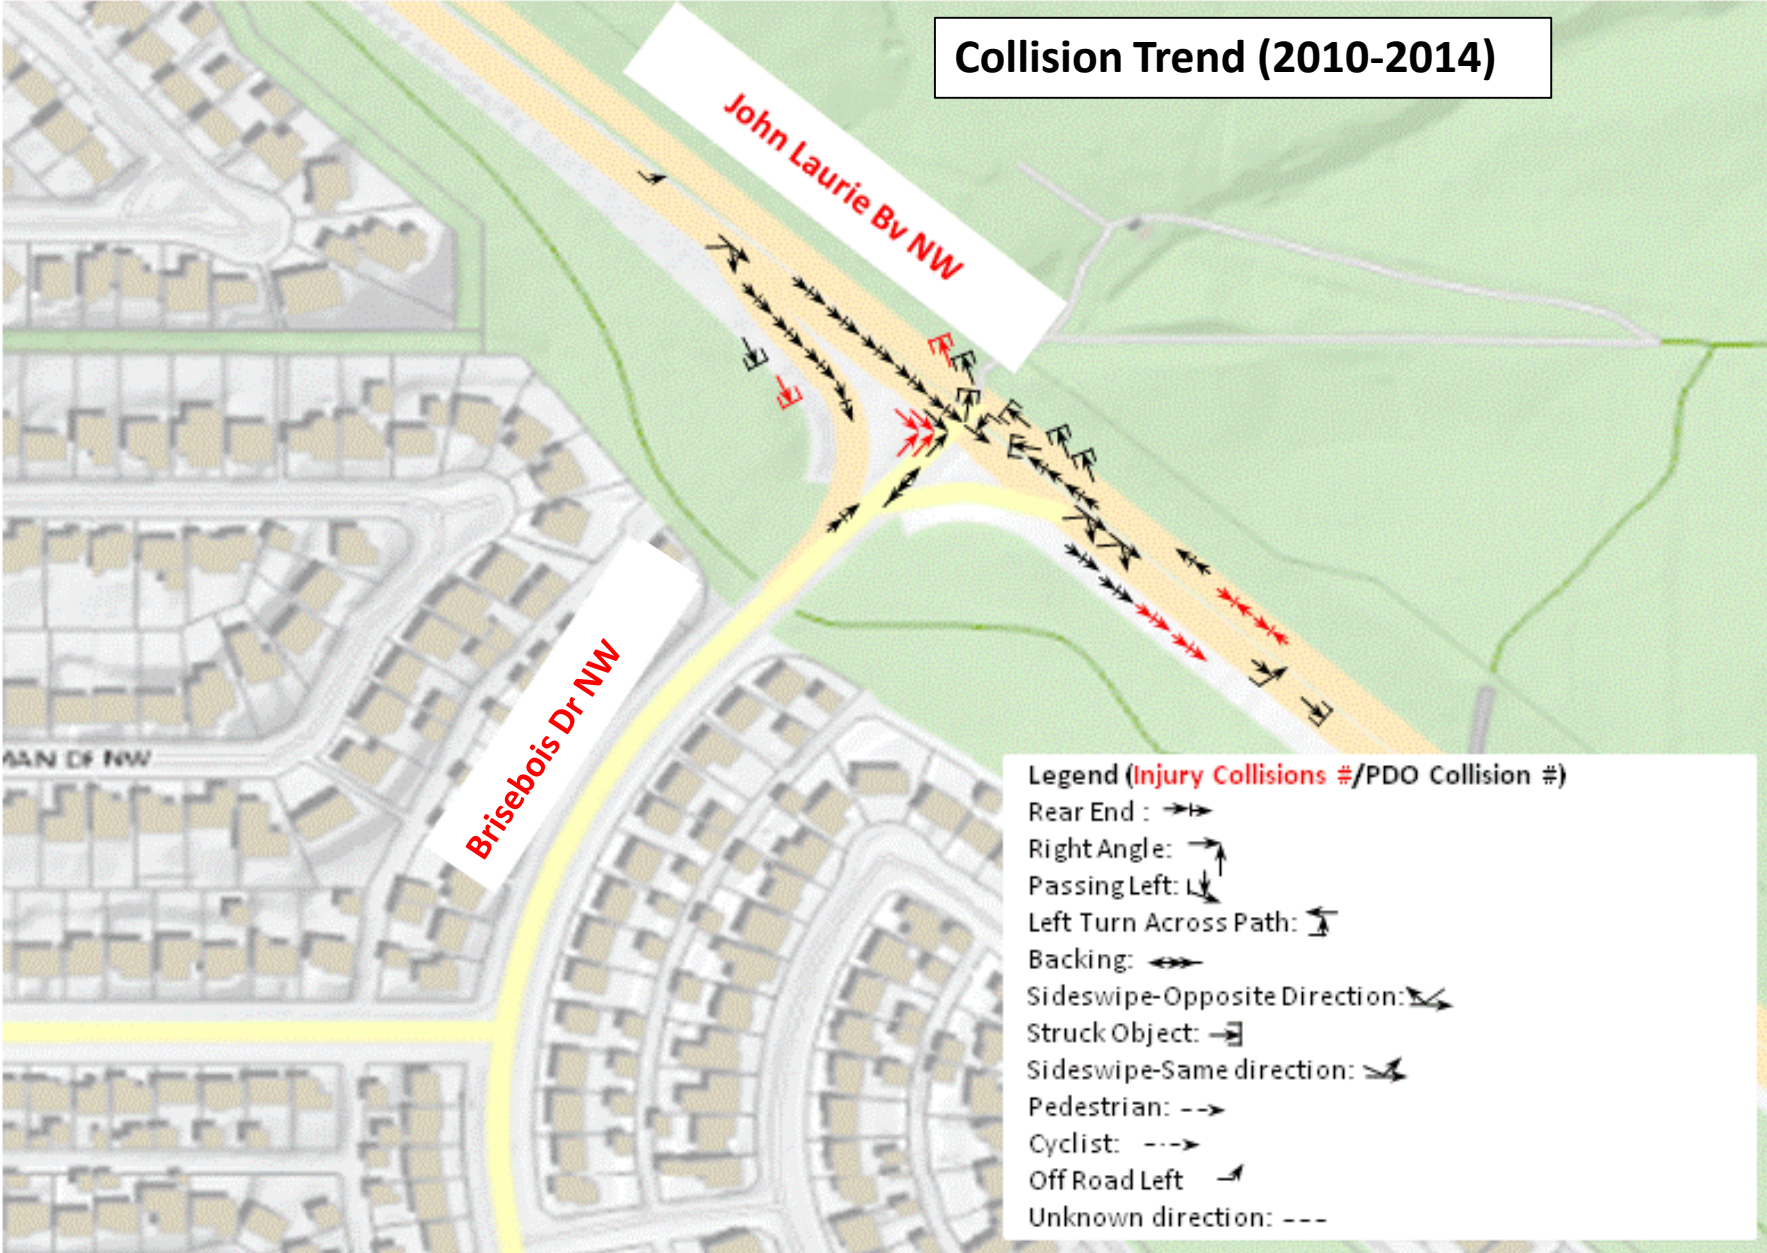 Collision Trend (2010-2014)
John Laurie Bv NW
Brisebois Dr NW
NW
Legend (Injury Collisions #/PDO Collision #)
Rear End :
Right Angle:
Passing Left:
Left Turn Across Path:
Backing:
Sideswipe-Opposite Direction:
Struck Object:
Sideswipe-Same direction:
Pedestrian:
Cyclist:
Off Road Left
Unknown direction: